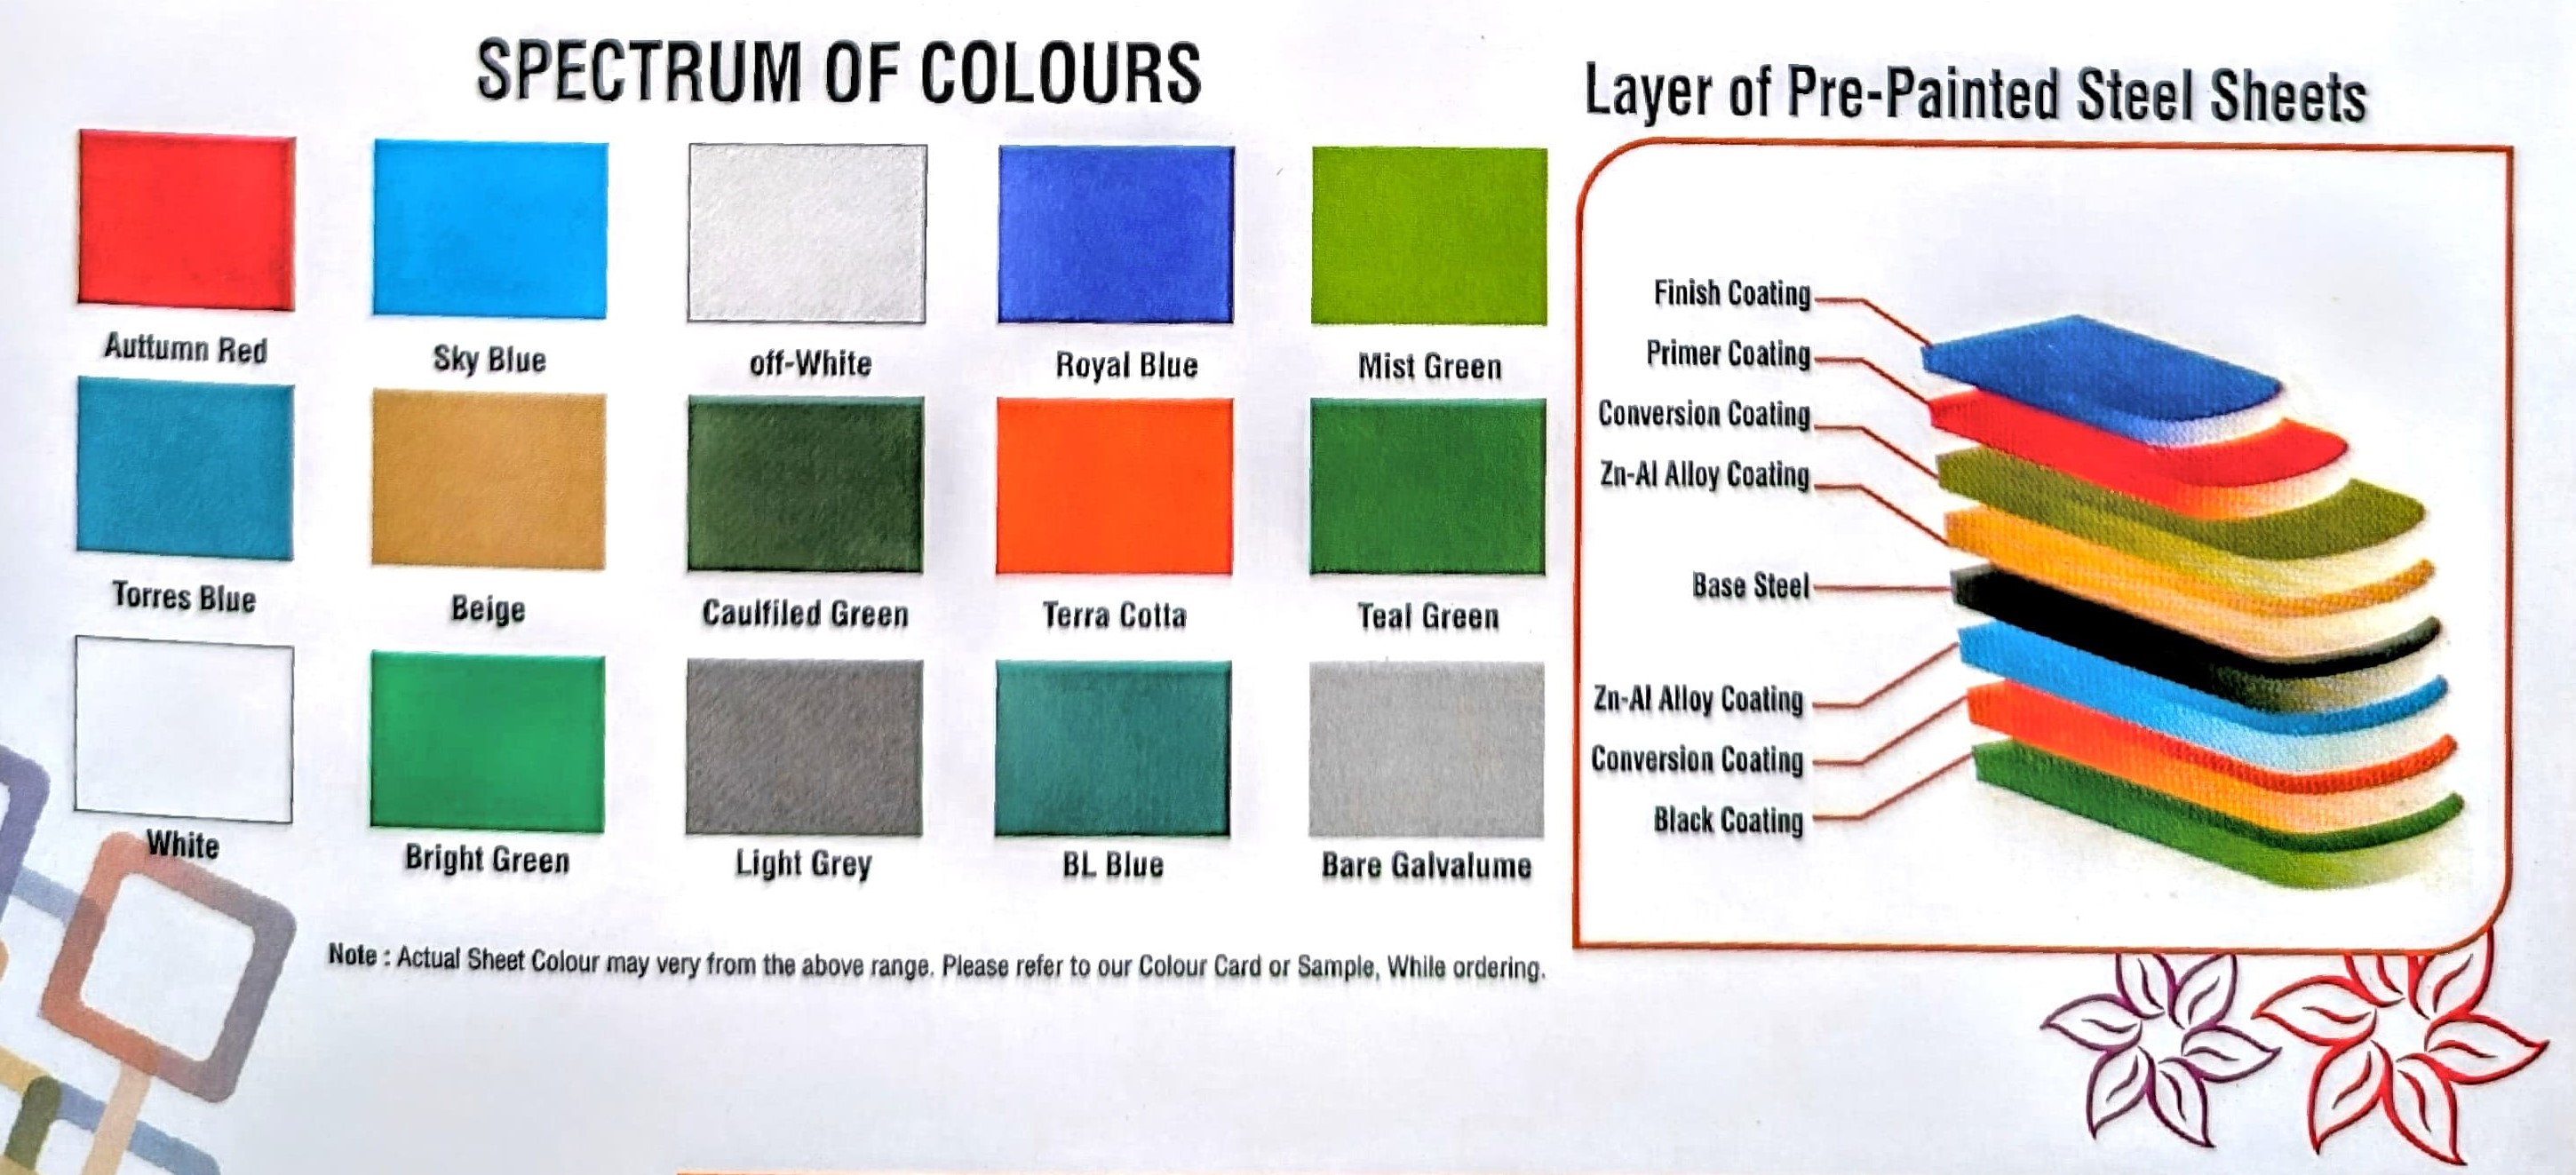 SPECTRUM OF COLOURS
Auttumn Red
Sky Blue
off-White
Royal Blue
Mist Green
Torres Blue
Beige
Caulfiled Green
Terra Cotta
Teal Green
White
Bright Green
Light Grey
BL Blue
Bare Galvalume
Note : Actual Sheet Colour may very from the above range. Please refer to our Colour Card or Sample, While ordering.
Layer of Pre-Painted Steel Sheets
Finish Coating
Primer Coating
Conversion Coating
Zn-Al Alloy Coating
Base Steel
Zn-Al Alloy Coating
Conversion Coating
Black Coating